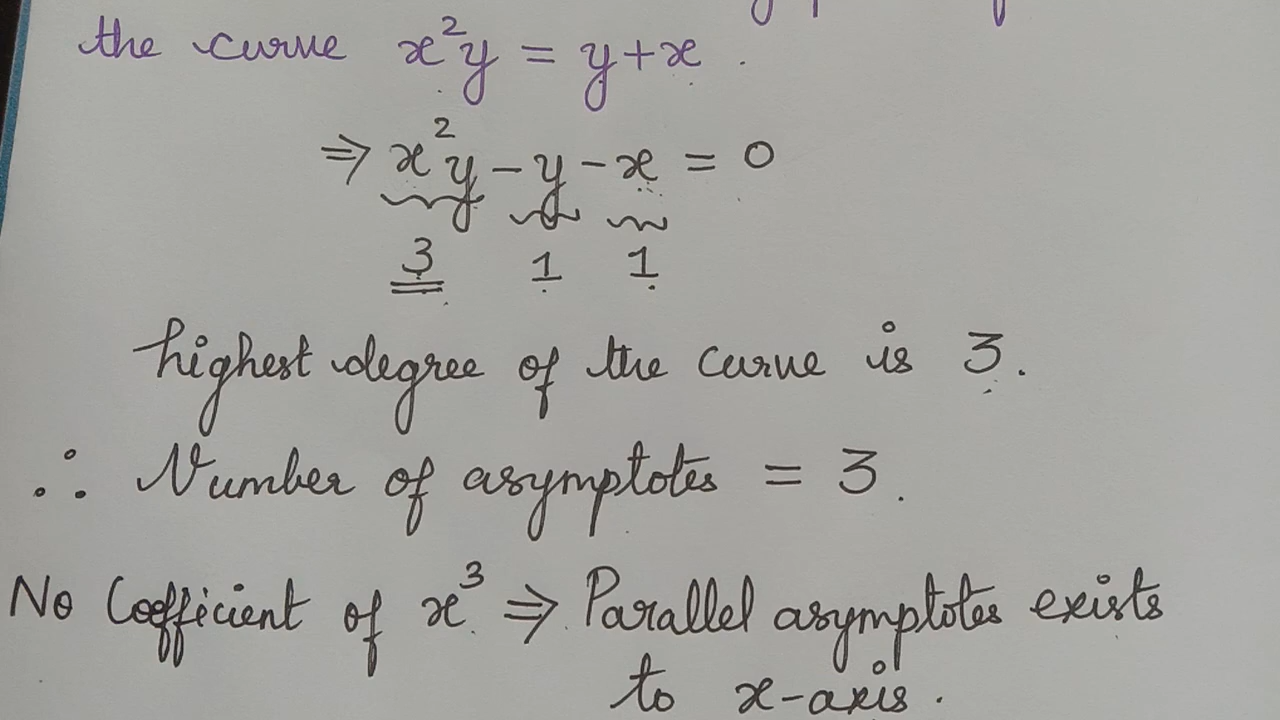 the curve x²y = y+x .
⇒ x²y – y – x = 0
3 1 1
highest degree of the curve is 3.
∴ Number of asymptotes = 3.
No Coefficient of x³ ⇒ Parallel asymptotes exists
to x-axis.